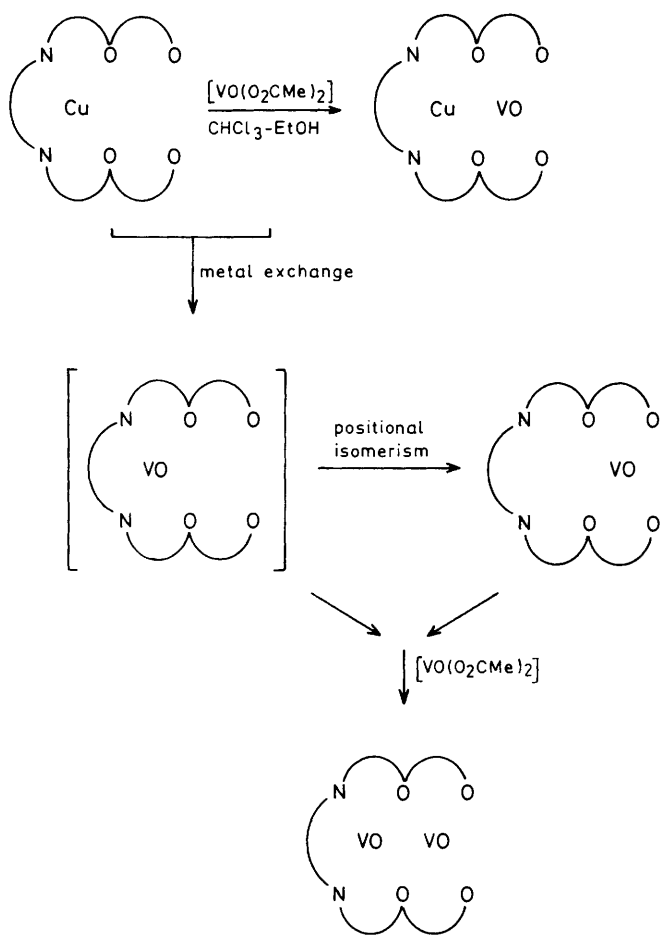 N O O
Cu
N O O
[VO(O2CMe)2]
CHCl3-EtOH
N O O
Cu VO
N O O
metal exchange
N O O
VO
N O O
positional
isomerism
N O O
VO
N O O
[VO(O2CMe)2]
N O O
VO VO
N O O